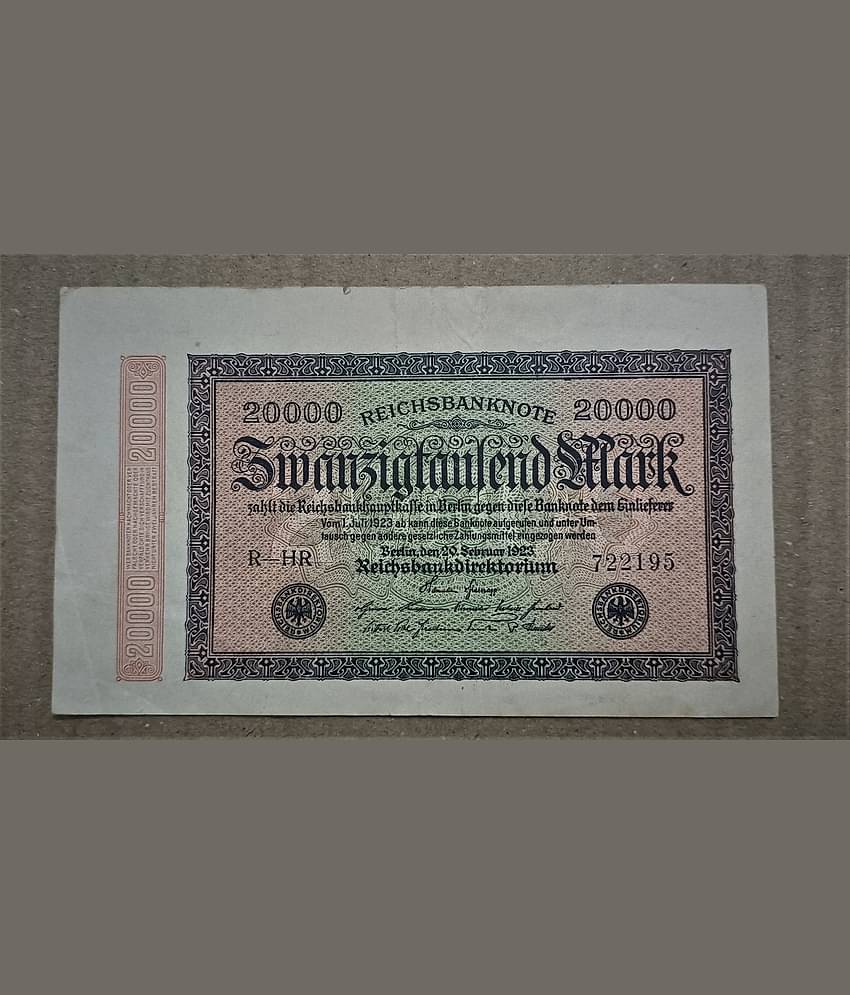 20000
REICHSBANKNOTE
20000
Zwanzigtausend Mark
zahlt die Reichsbankhauptkasse in Berlin gegen diese Banknote dem Einlieferer
Vom 1. Juli 1923 ab kann diese Banknote aufgerufen und unter Um-
tausch gegen andere gesetzliche Zahlungsmittel eingezogen werden
Berlin, den 20. Februar 1923
Reichsbankdirektorium
R-HR
722195
20000
20000